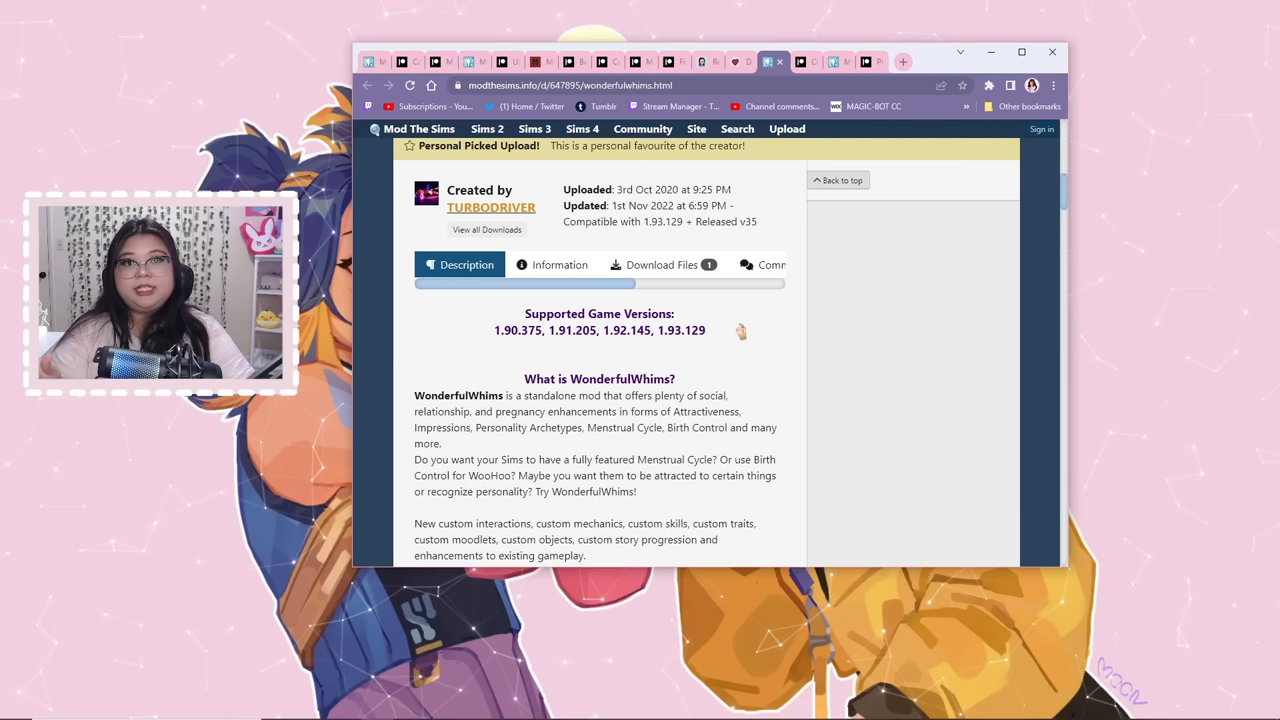 modthesims.info/d/647895/wonderfulwhims.html
Subscriptions - You...
(1) Home / Twitter
Tumblr
Stream Manager - T...
Channel comments...
WIX
MAGIC-BOT CC
»
Other bookmarks
Mod The Sims
Sims 2
Sims 3
Sims 4
Community
Site
Search
Upload
Sign in
Personal Picked Upload! This is a personal favourite of the creator!
Back to top
Created by
TURBODRIVER
View all Downloads
Uploaded: 3rd Oct 2020 at 9:25 PM
Updated: 1st Nov 2022 at 6:59 PM -
Compatible with 1.93.129 + Released v35
Description
Information
Download Files 1
Comm
Supported Game Versions:
1.90.375, 1.91.205, 1.92.145, 1.93.129
What is WonderfulWhims?
WonderfulWhims is a standalone mod that offers plenty of social,
relationship, and pregnancy enhancements in forms of Attractiveness,
Impressions, Personality Archetypes, Menstrual Cycle, Birth Control and many
more.
Do you want your Sims to have a fully featured Menstrual Cycle? Or use Birth
Control for WooHoo? Maybe you want them to be attracted to certain things
or recognize personality? Try WonderfulWhims!
New custom interactions, custom mechanics, custom skills, custom traits,
custom moodlets, custom objects, custom story progression and
enhancements to existing gameplay.